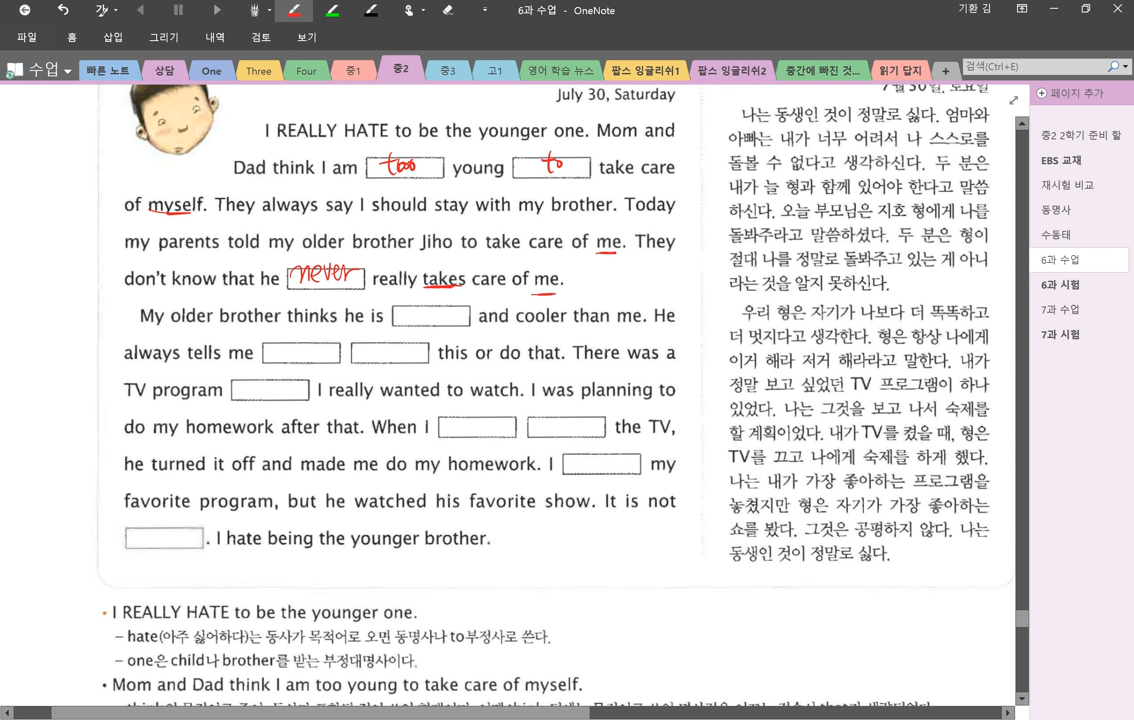 6과 수업 - OneNote
기환 김
파일 홈 삽입 그리기 내역 검토 보기
수업 빠른 노트 상담 One Three Four 중1 중2 중3 고1 영어 학습 뉴스 팝스 잉글리쉬1 팝스 잉글리쉬2 중간에 빠진 것... 읽기 답지 + 검색(Ctrl+E)
페이지 추가
중2 2학기 준비 할
EBS 교재
재시험 비교
동명사
수동태
6과 수업
6과 시험
7과 수업
7과 시험
July 30, Saturday
I REALLY HATE to be the younger one. Mom and
Dad think I am too young to take care
of myself. They always say I should stay with my brother. Today
my parents told my older brother Jiho to take care of me. They
don't know that he never really takes care of me.
My older brother thinks he is and cooler than me. He
always tells me this or do that. There was a
TV program I really wanted to watch. I was planning to
do my homework after that. When I the TV,
he turned it off and made me do my homework. I my
favorite program, but he watched his favorite show. It is not
. I hate being the younger brother.
7월 30일, 토요일
나는 동생인 것이 정말로 싫다. 엄마와
아빠는 내가 너무 어려서 나 스스로를
돌볼 수 없다고 생각하신다. 두 분은
내가 늘 형과 함께 있어야 한다고 말씀
하신다. 오늘 부모님은 지호 형에게 나를
돌봐주라고 말씀하셨다. 두 분은 형이
절대 나를 정말로 돌봐주고 있는 게 아니
라는 것을 알지 못하신다.
우리 형은 자기가 나보다 더 똑똑하고
더 멋지다고 생각한다. 형은 항상 나에게
이거 해라 저거 해라라고 말한다. 내가
정말 보고 싶었던 TV 프로그램이 하나
있었다. 나는 그것을 보고 나서 숙제를
할 계획이었다. 내가 TV를 켰을 때, 형은
TV를 끄고 나에게 숙제를 하게 했다.
나는 내가 가장 좋아하는 프로그램을
놓쳤지만 형은 자기가 가장 좋아하는
쇼를 봤다. 그것은 공평하지 않다. 나는
동생인 것이 정말로 싫다.
• I REALLY HATE to be the younger one.
– hate(아주 싫어하다)는 동사가 목적어로 오면 동명사나 to부정사로 쓴다.
– one은 child나 brother를 받는 부정대명사이다.
• Mom and Dad think I am too young to take care of myself.